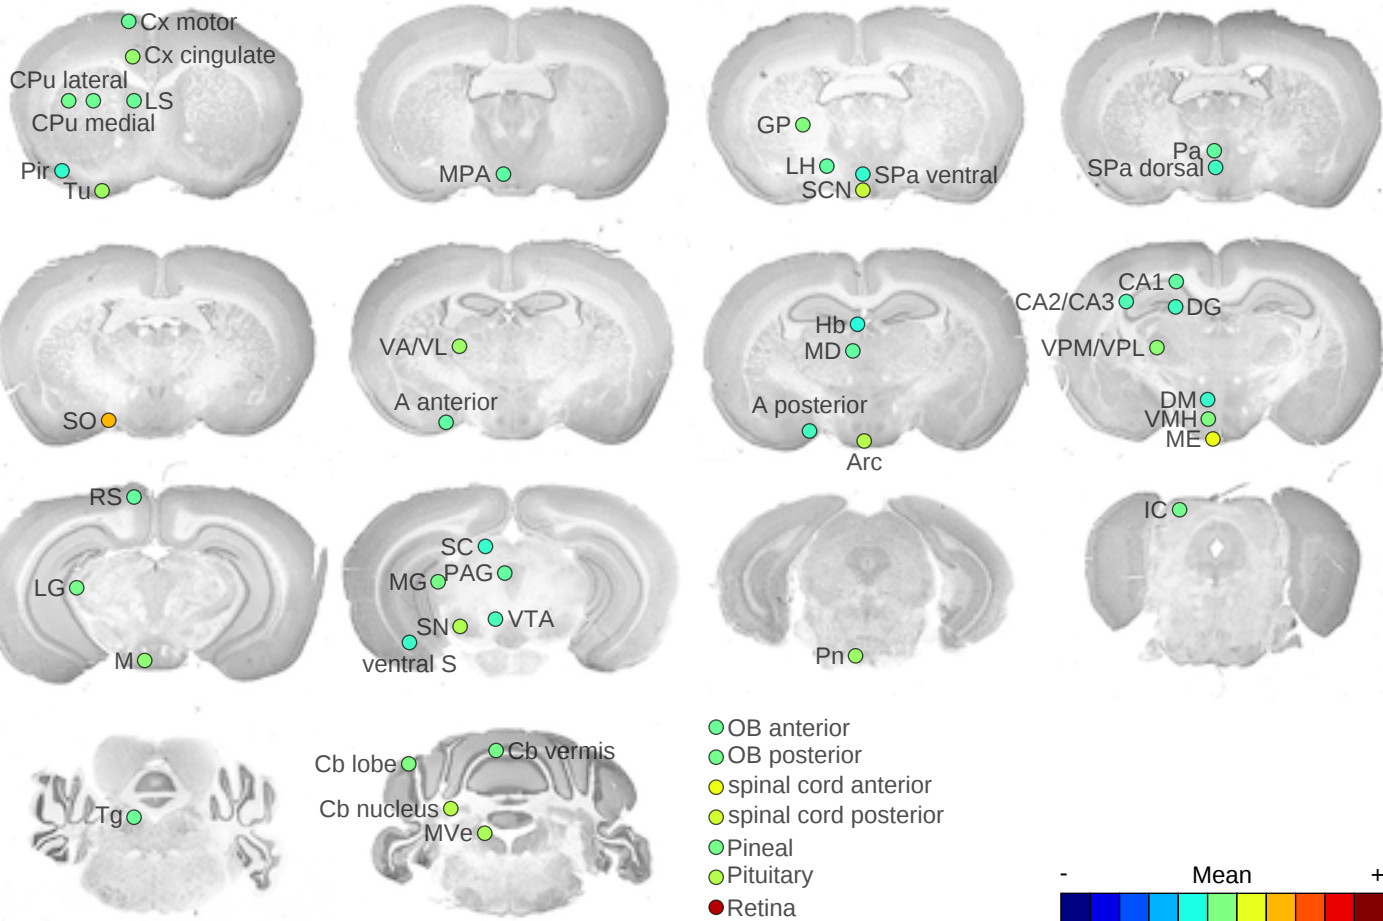 Cx motor
Cx cingulate
CPu lateral
LS
CPu medial
Pir
Tu
MPA
GP
LH
SPa ventral
SCN
Pa
SPa dorsal
SO
VA/VL
A anterior
Hb
MD
A posterior
Arc
CA1
CA2/CA3
DG
VPM/VPL
DM
VMH
ME
RS
LG
M
SC
PAG
MG
VTA
SN
ventral S
Pn
IC
Tg
Cb vermis
Cb lobe
Cb nucleus
MVe
OB anterior
OB posterior
spinal cord anterior
spinal cord posterior
Pineal
Pituitary
Retina
- Mean +